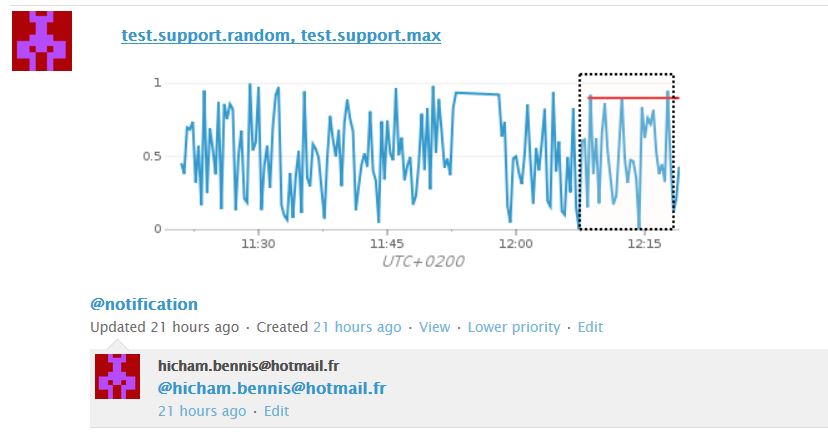 test.support.random, test.support.max
1
0.5
0
11:30 11:45 12:00 12:15
UTC+0200
@notification
Updated 21 hours ago · Created 21 hours ago · View · Lower priority · Edit
hicham.bennis@hotmail.fr
@hicham.bennis@hotmail.fr
21 hours ago · Edit